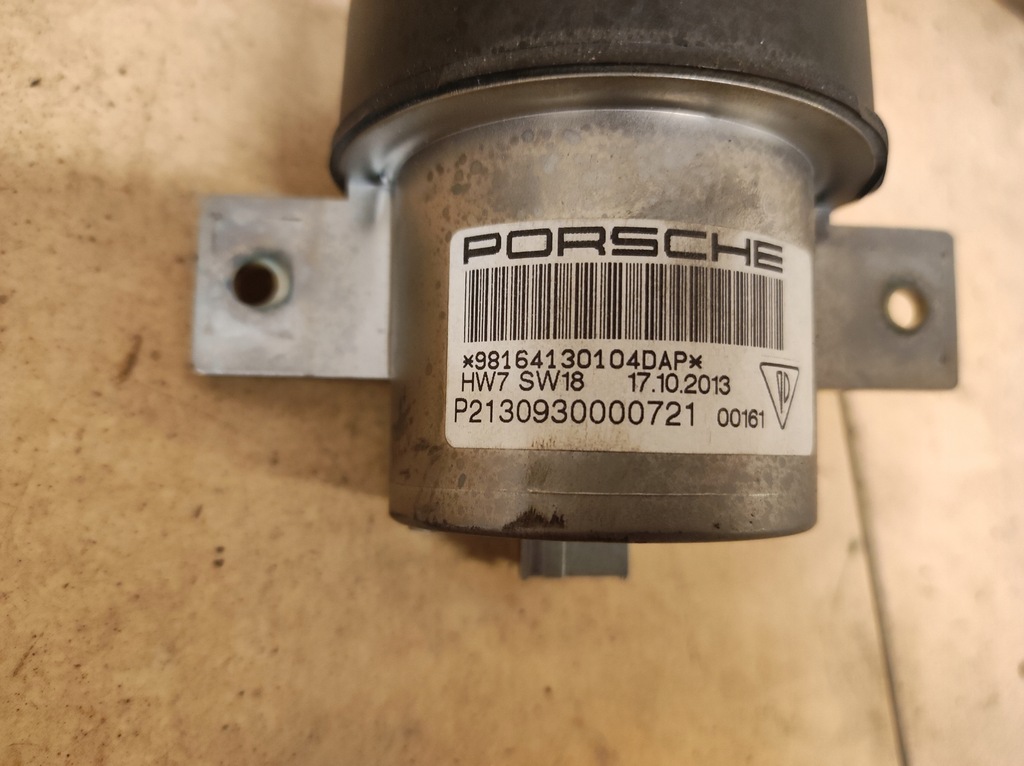 PORSCHE
*98164130104DAP*
HW7 SW18 17.10.2013
P2130930000721 00161